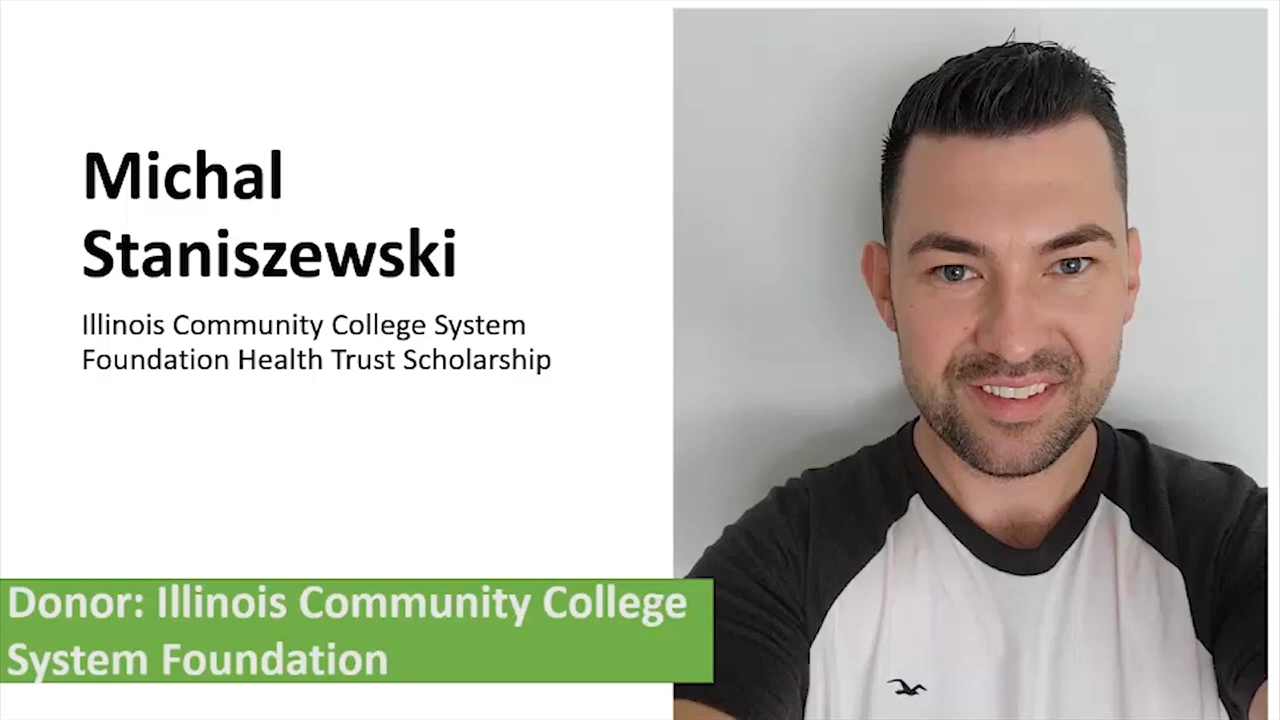 Michal
Staniszewski
Illinois Community College System
Foundation Health Trust Scholarship
Donor: Illinois Community College
System Foundation